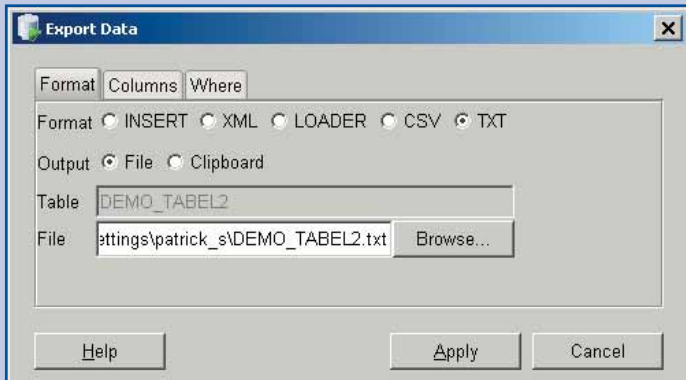 Export Data
Format Columns Where
Format INSERT XML LOADER CSV TXT
Output File Clipboard
Table DEMO_TABEL2
File ettings\patrick_s\DEMO_TABEL2.txt Browse...
Help Apply Cancel